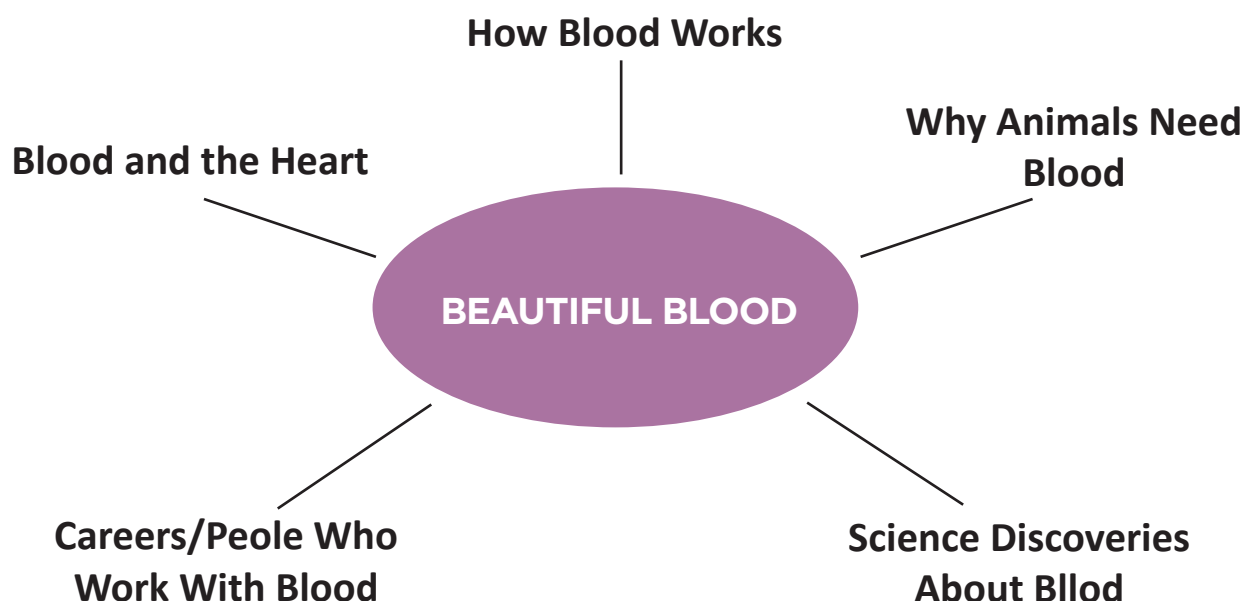 How Blood Works
Why Animals Need
Blood
Blood and the Heart
BEAUTIFUL BLOOD
Careers/Peole Who
Work With Blood
Science Discoveries
About Bllod